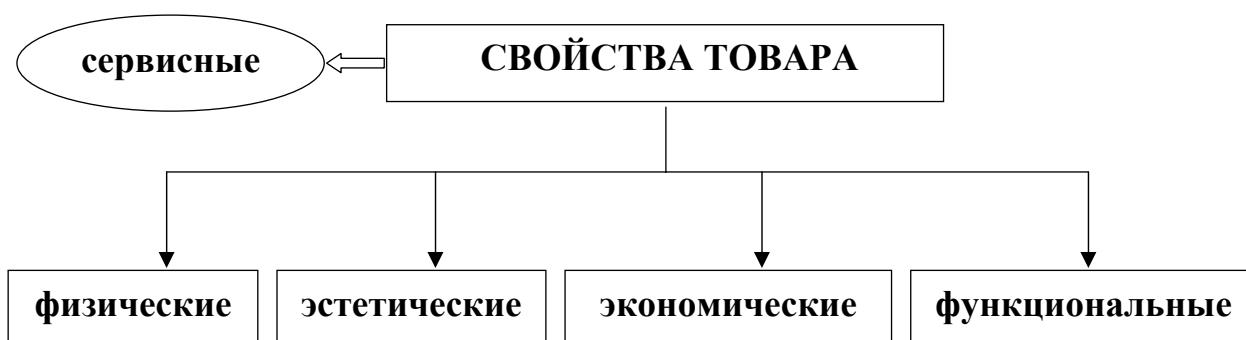 сервисные
СВОЙСТВА ТОВАРА
физические
эстетические
экономические
функциональные